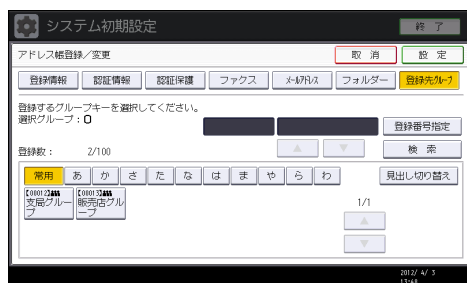 システム初期設定
終 了
アドレス帳登録／変更
取 消
設 定
登録情報
認証情報
認証保護
ファクス
メールアドレス
フォルダー
登録先グループ
登録するグループキーを選択してください。
選択グループ：0
登録番号指定
登録数： 2/100
検 索
常用
あ
か
さ
た
な
は
ま
や
ら
わ
見出し切り替え
【00012】
【00013】
支局グルー
販売店グル
プ
ープ
1/1
2012/ 4/ 3
13:48